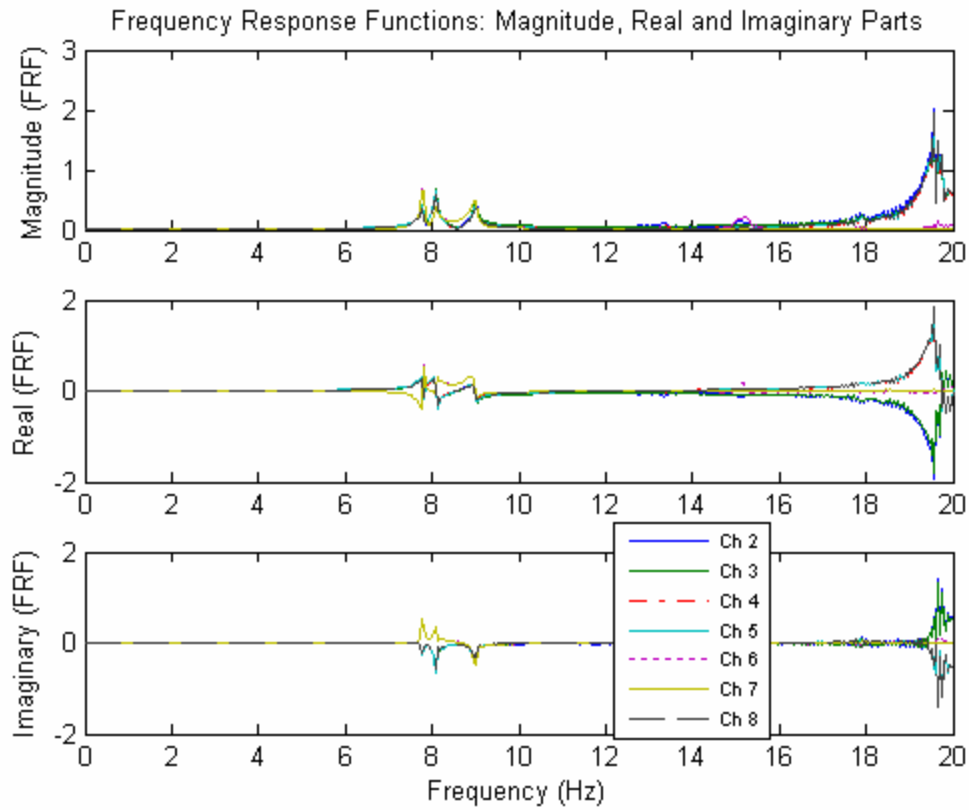 Frequency Response Functions: Magnitude, Real and Imaginary Parts
Magnitude (FRF)
3
2
1
0
0 2 4 6 8 10 12 14 16 18 20
Real (FRF)
2
0
-2
0 2 4 6 8 10 12 14 16 18 20
Imaginary (FRF)
2
0
-2
Ch 2
Ch 3
Ch 4
Ch 5
Ch 6
Ch 7
Ch 8
0 2 4 6 8 10 12 14 16 18 20
Frequency (Hz)